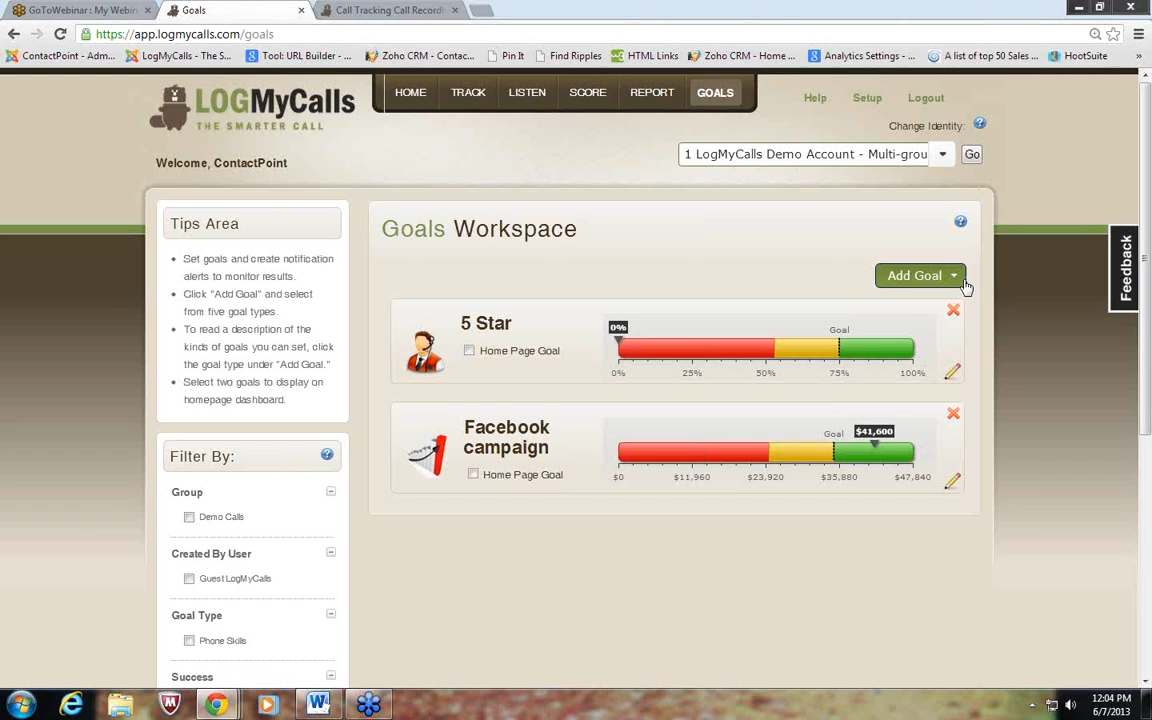 GoToWebinar : My Webin
Goals
Call Tracking Call Record
https://app.logmycalls.com/goals
ContactPoint - Adm...
LogMyCalls - The S...
Tool: URL Builder - ...
Zoho CRM - Contac...
Pin It
Find Ripples
HTML Links
Zoho CRM - Home ...
Analytics Settings - ...
A list of top 50 Sales ...
HootSuite
LOGMyCalls
THE SMARTER CALL
HOME
TRACK
LISTEN
SCORE
REPORT
GOALS
Help
Setup
Logout
Change Identity:
Welcome, ContactPoint
1 LogMyCalls Demo Account - Multi-grou
Go
Feedback
Tips Area
Set goals and create notification
alerts to monitor results.
Click "Add Goal" and select
from five goal types.
To read a description of the
kinds of goals you can set, click
the goal type under "Add Goal."
Select two goals to display on
homepage dashboard.
Filter By:
Group
Demo Calls
Created By User
Guest LogMyCalls
Goal Type
Phone Skills
Success
Goals Workspace
Add Goal
5 Star
Home Page Goal
0%
Goal
0% 25% 50% 75% 100%
Facebook
campaign
Home Page Goal
Goal
$41,600
$0 $11,960 $23,920 $35,880 $47,840
12:04 PM
6/7/2013